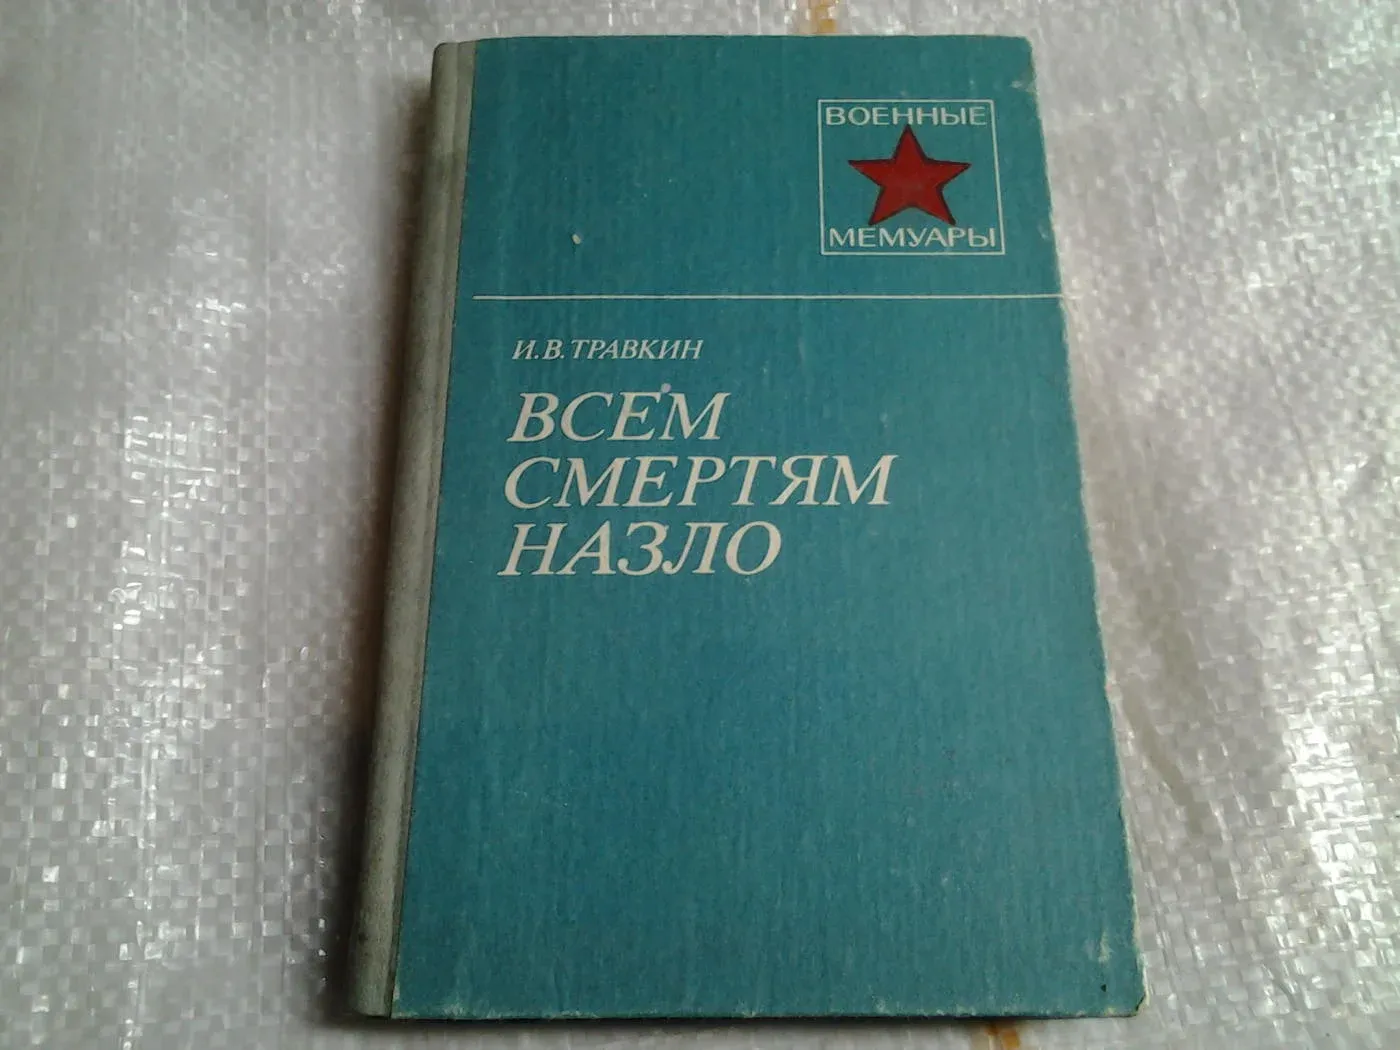 ВОЕННЫЕ
МЕМУАРЫ
И. В. ТРАВКИН
ВСЕМ
СМЕРТЯМ
НАЗЛО